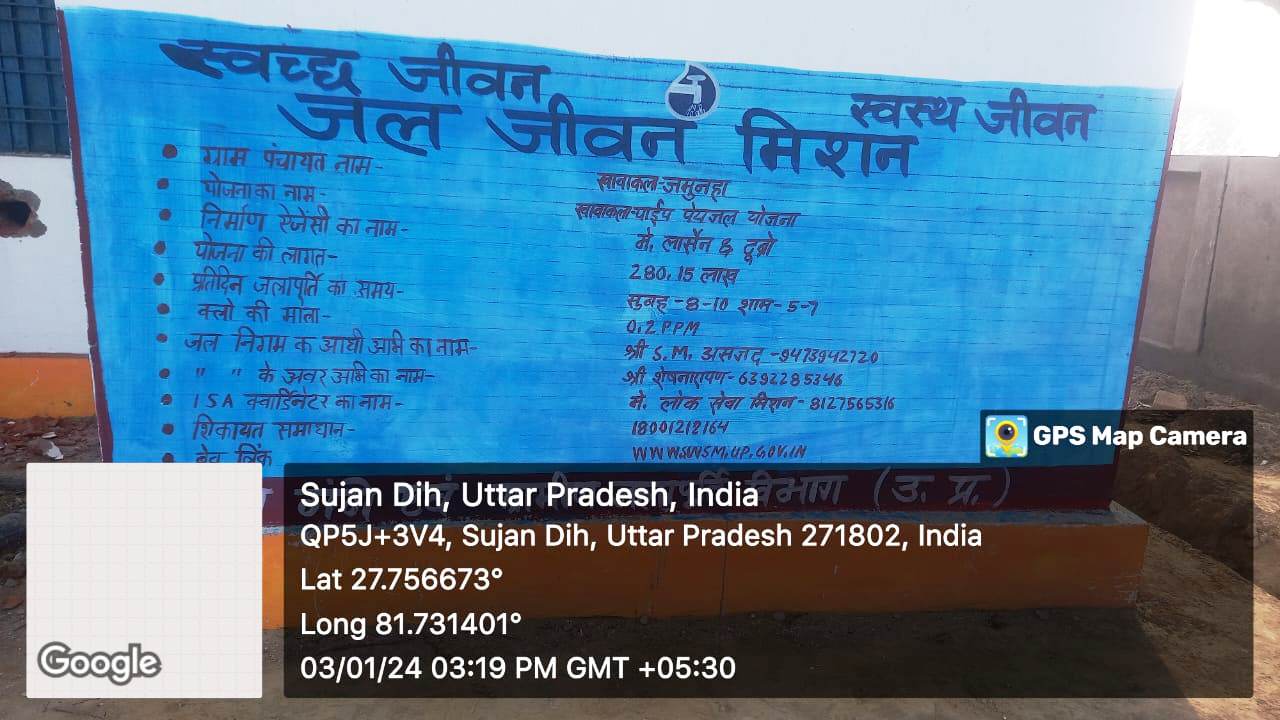 स्वच्छ जीवन
स्वस्थ जीवन
जल जीवन मिशन
• ग्राम पंचायत नाम- खावाकला-जमुनहा
• योजना का नाम- खावाकला-पाईप पेयजल योजना
• निर्माण ऐजेंसी का नाम- मे. लार्सन & टूब्रो
• योजना की लागत- 280.15 लाख
• प्रतिदिन जलापूर्ति का समय- सुबह-8-10 शाम-5-7
• क्लो की मात्रा- 0.2 PPM
• जल निगम क अधी अभि का नाम- श्री S.M. असजद -9473942720
• " " के अवर अभि का नाम- श्री शेषनारायण- 6392285346
• ISA क्वार्डिनेटर का नाम- मे. लोक सेवा मिशन- 8127565316
• शिकायत समाधान- 18001212164
• बेव लिंक WWW.SWSM.UP.GOV.IN
विभाग (उ. प्र.)
GPS Map Camera
Sujan Dih, Uttar Pradesh, India
QP5J+3V4, Sujan Dih, Uttar Pradesh 271802, India
Lat 27.756673°
Long 81.731401°
03/01/24 03:19 PM GMT +05:30
Google